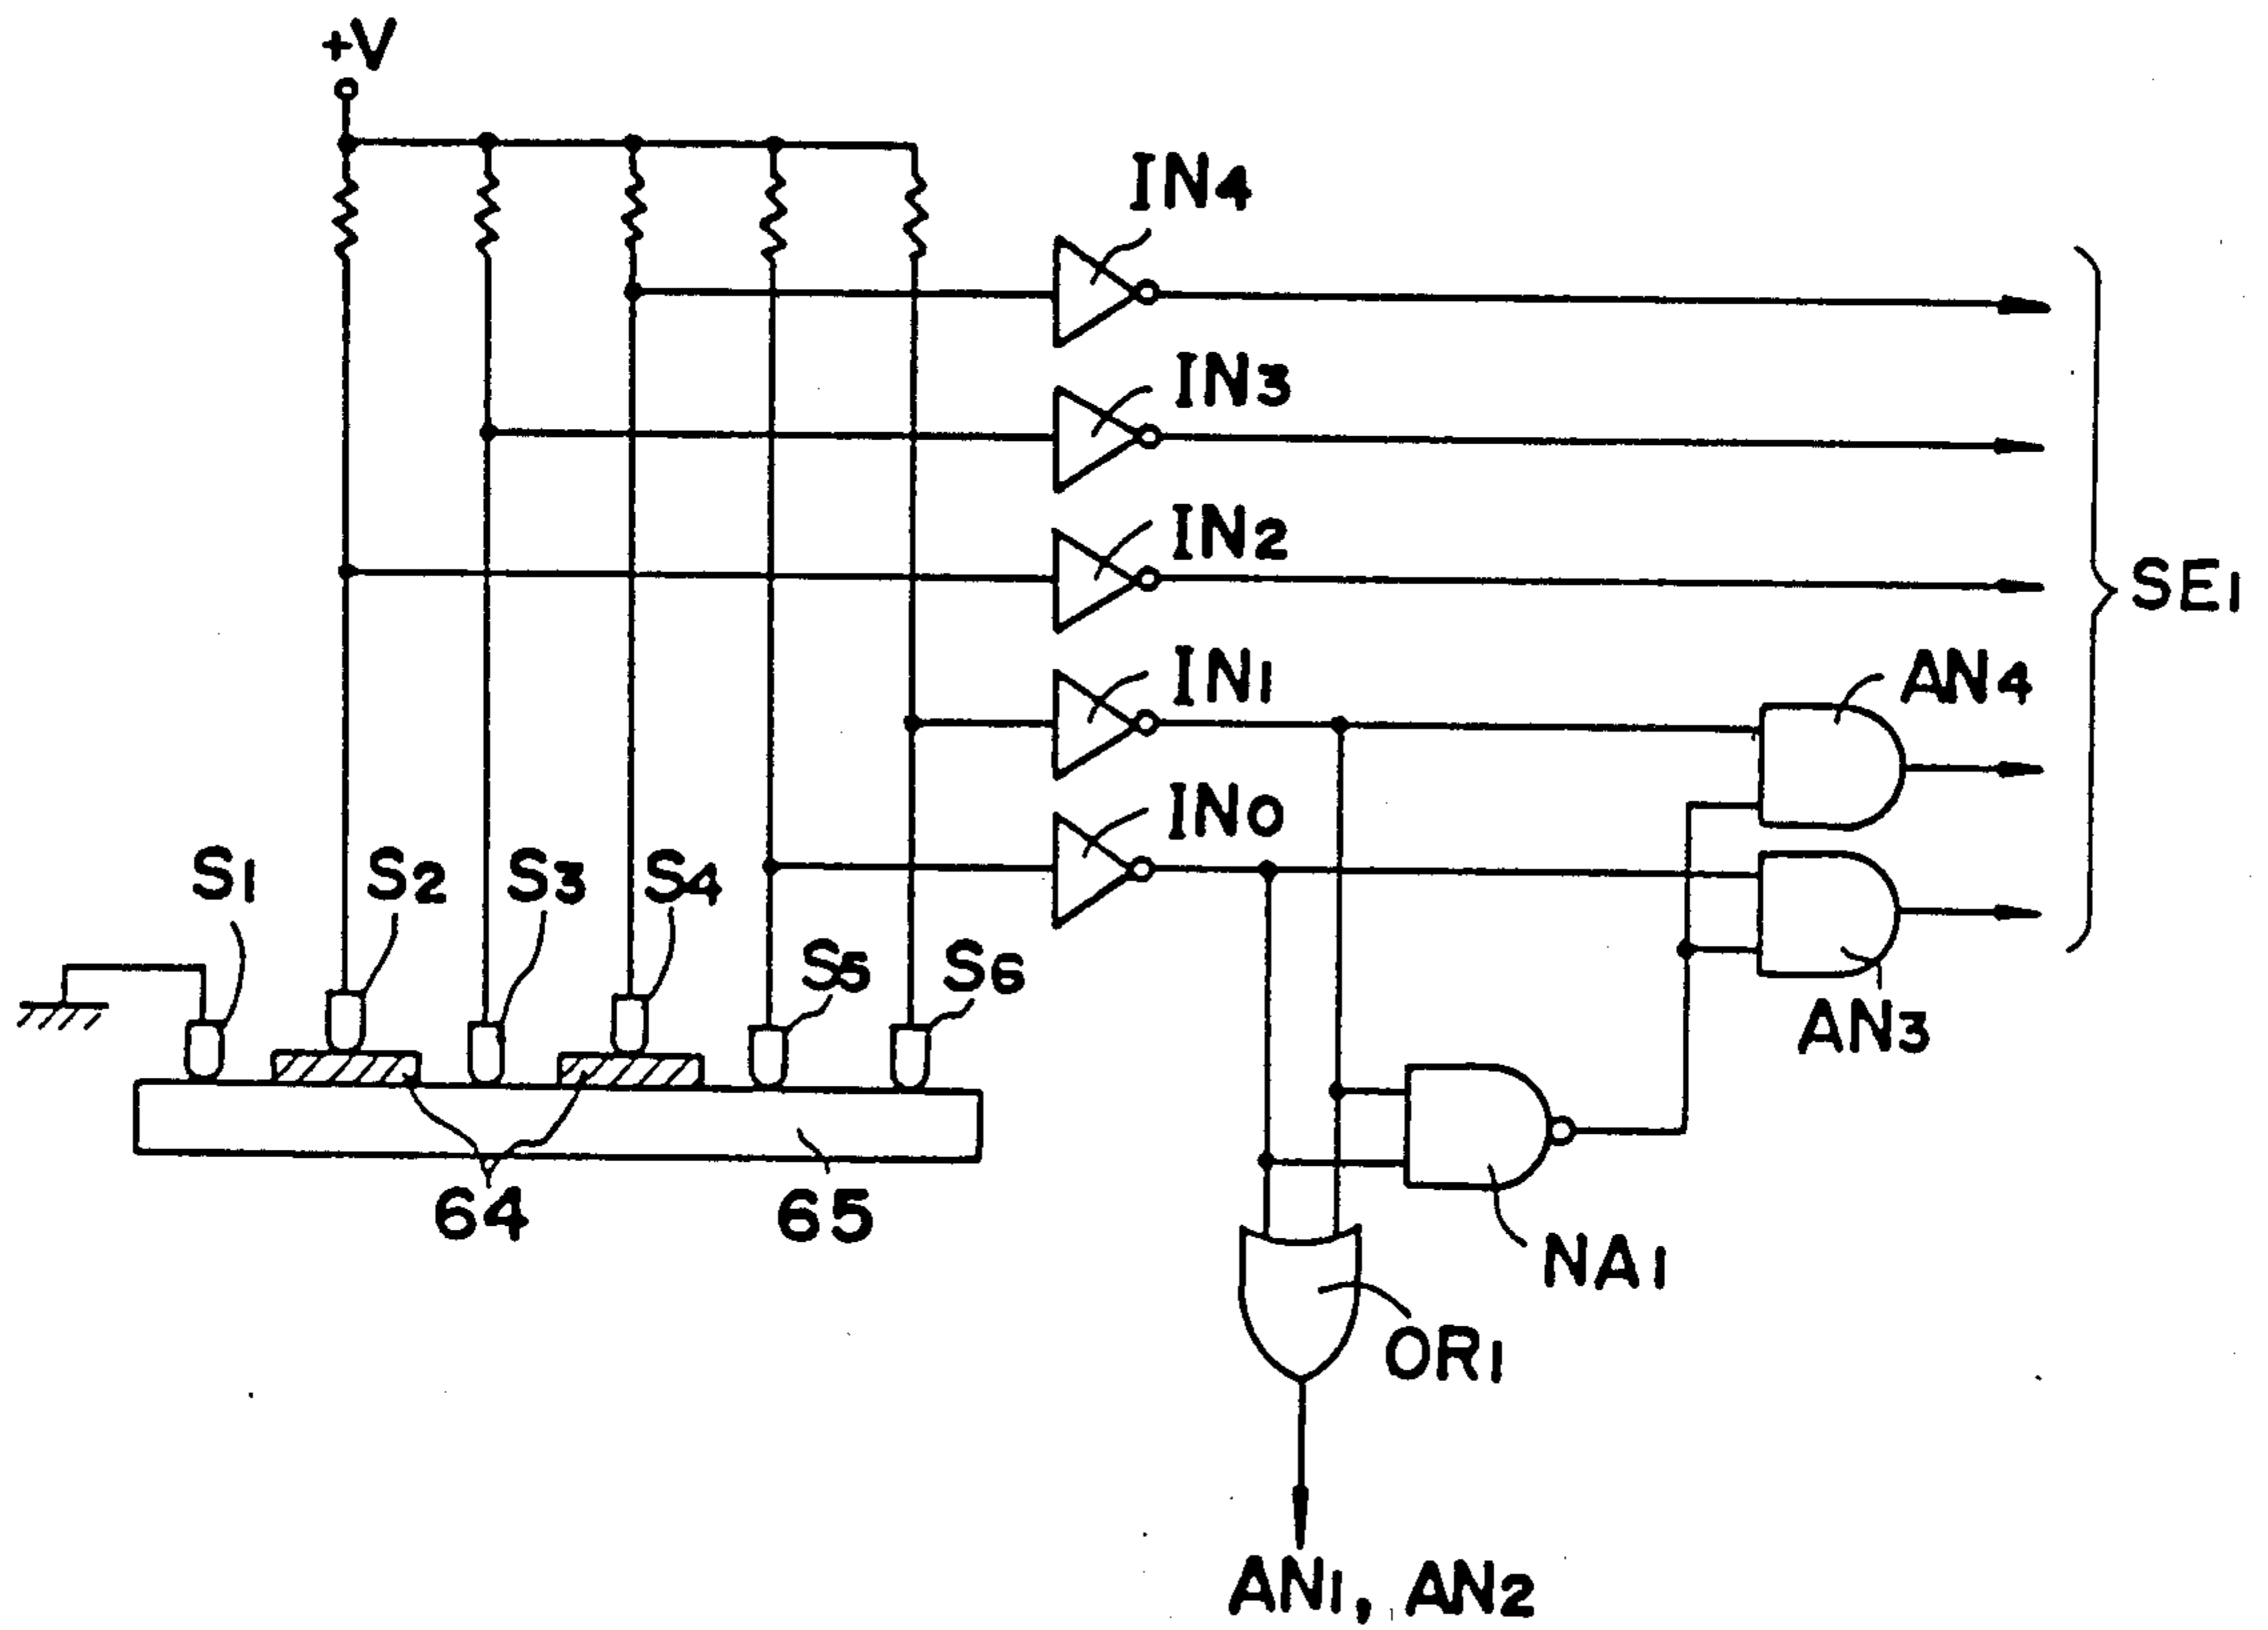 +V
IN4
IN3
IN2
SE1
IN1
AN4
IN0
S1
S2
S3
S4
S5
S6
AN3
64
65
NA1
OR1
AN1, AN2